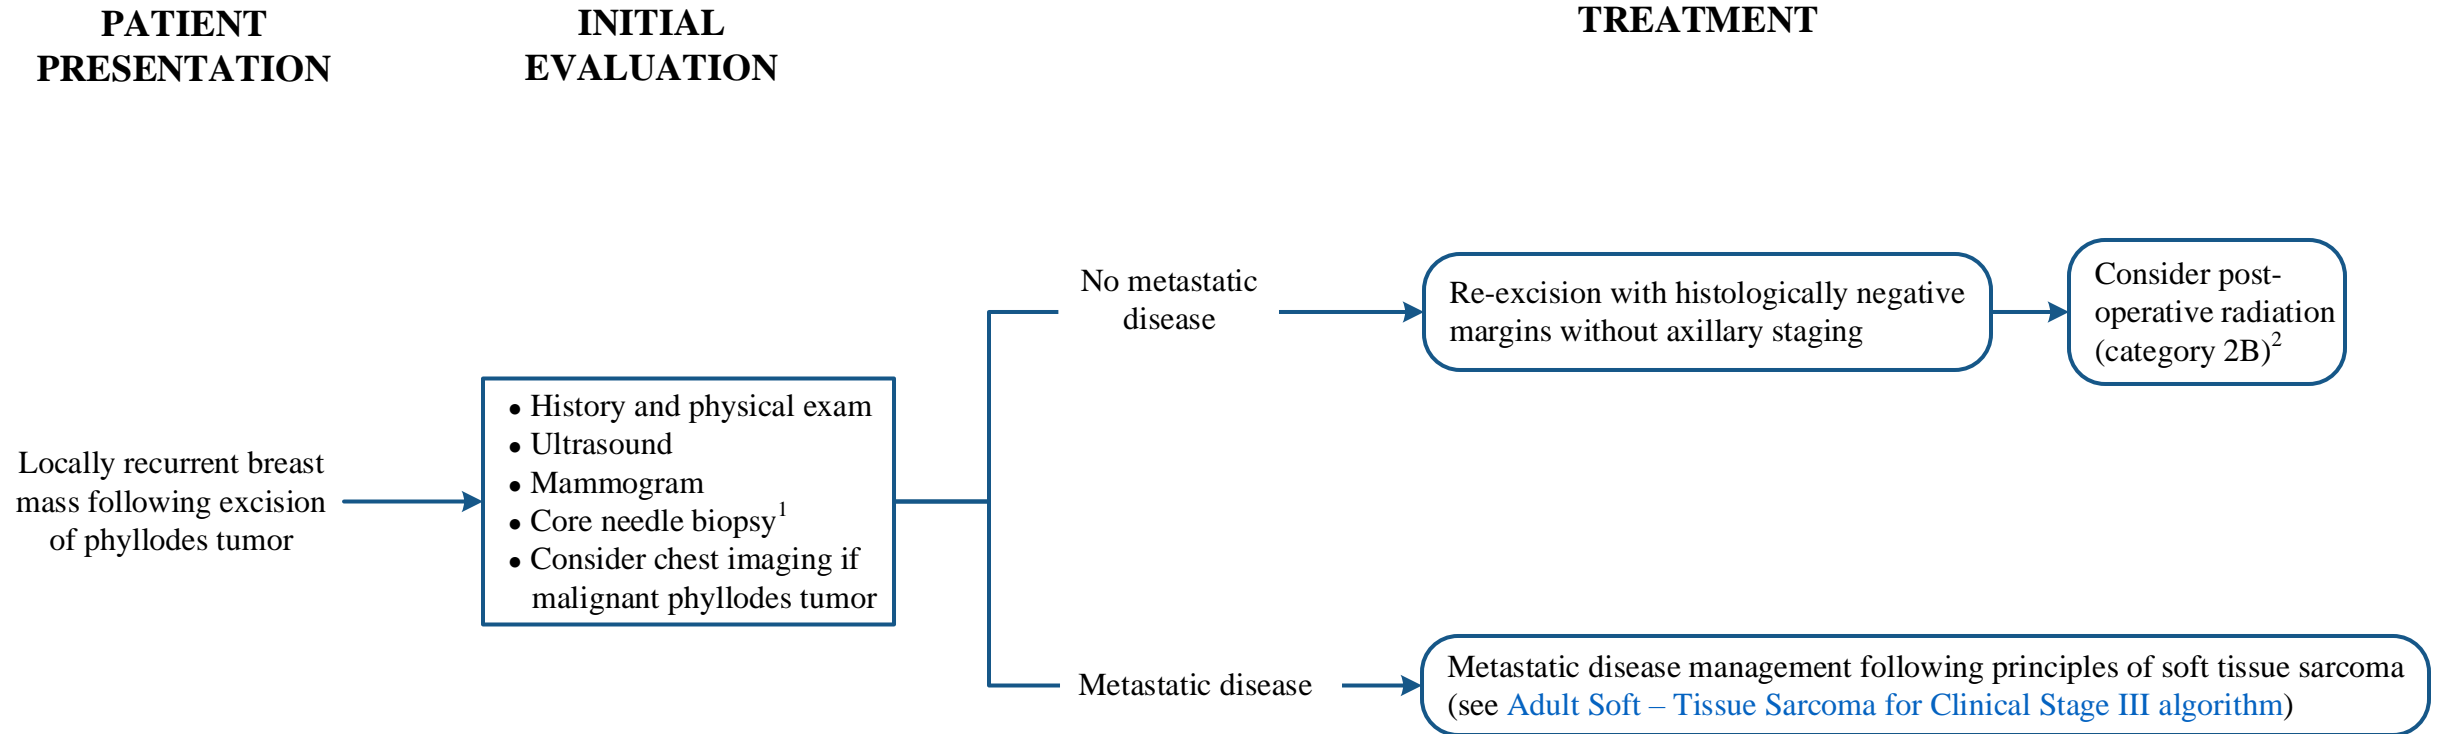 PATIENT
PRESENTATION
INITIAL
EVALUATION
TREATMENT
Locally recurrent breast
mass following excision
of phyllodes tumor
● History and physical exam
● Ultrasound
● Mammogram
● Core needle biopsy¹
● Consider chest imaging if
malignant phyllodes tumor
No metastatic
disease
Re-excision with histologically negative
margins without axillary staging
Consider post-
operative radiation
(category 2B)²
Metastatic disease
Metastatic disease management following principles of soft tissue sarcoma
(see Adult Soft – Tissue Sarcoma for Clinical Stage III algorithm)